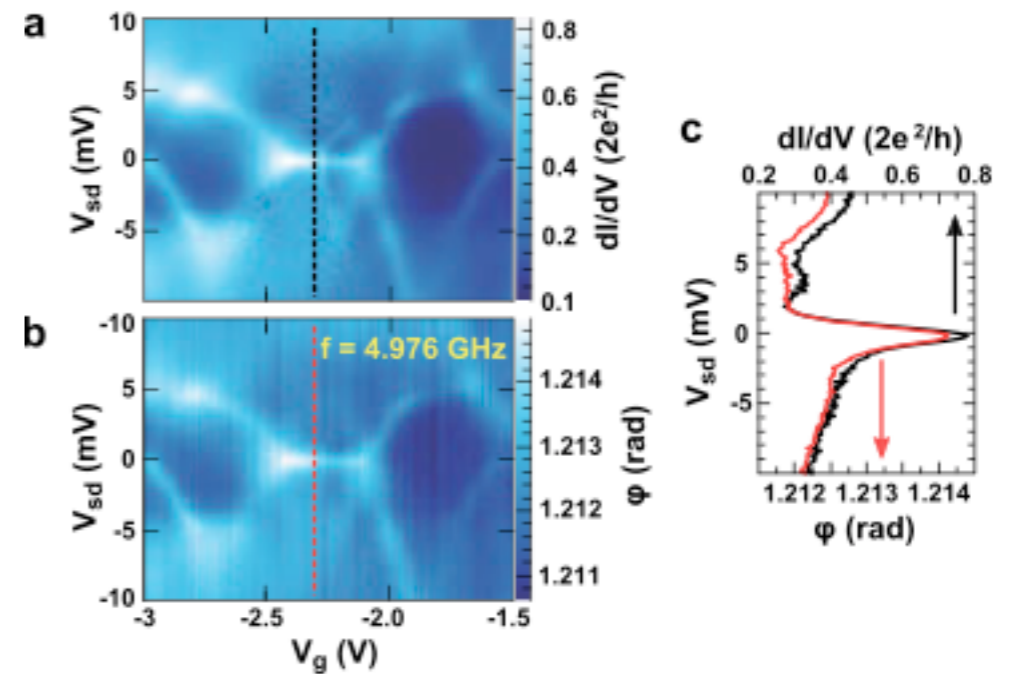 a
10
5
0
-5
V_sd (mV)
0.8
0.6
0.4
0.2
0.1
dI/dV (2e²/h)
b
-10
5
0
-5
-10
V_sd (mV)
f = 4.976 GHz
1.214
1.213
1.212
1.211
φ (rad)
-3 -2.5 -2.0 -1.5
V_g (V)
c
dI/dV (2e²/h)
0.2 0.4 0.6 0.8
5
0
-5
V_sd (mV)
1.212 1.213 1.214
φ (rad)